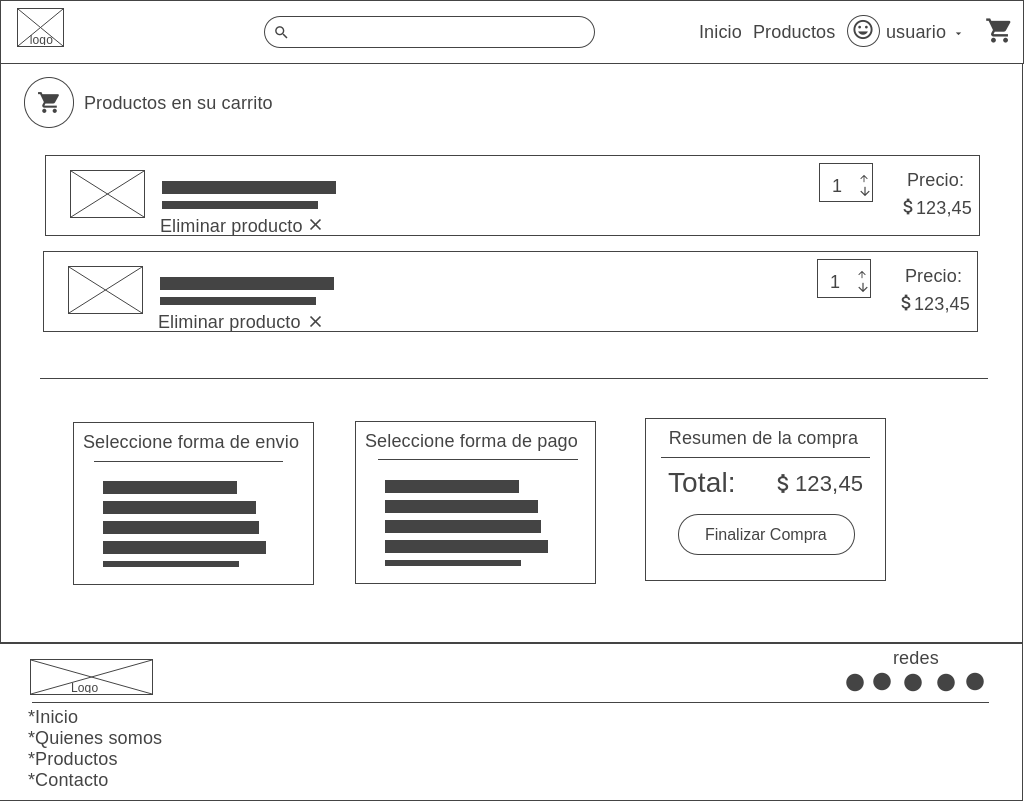 logo
Inicio Productos usuario
Productos en su carrito
1 Precio:
$ 123,45
Eliminar producto ×
1 Precio:
$ 123,45
Eliminar producto ×
Seleccione forma de envio
Seleccione forma de pago
Resumen de la compra
Total: $ 123,45
Finalizar Compra
Logo
redes
*Inicio
*Quienes somos
*Productos
*Contacto